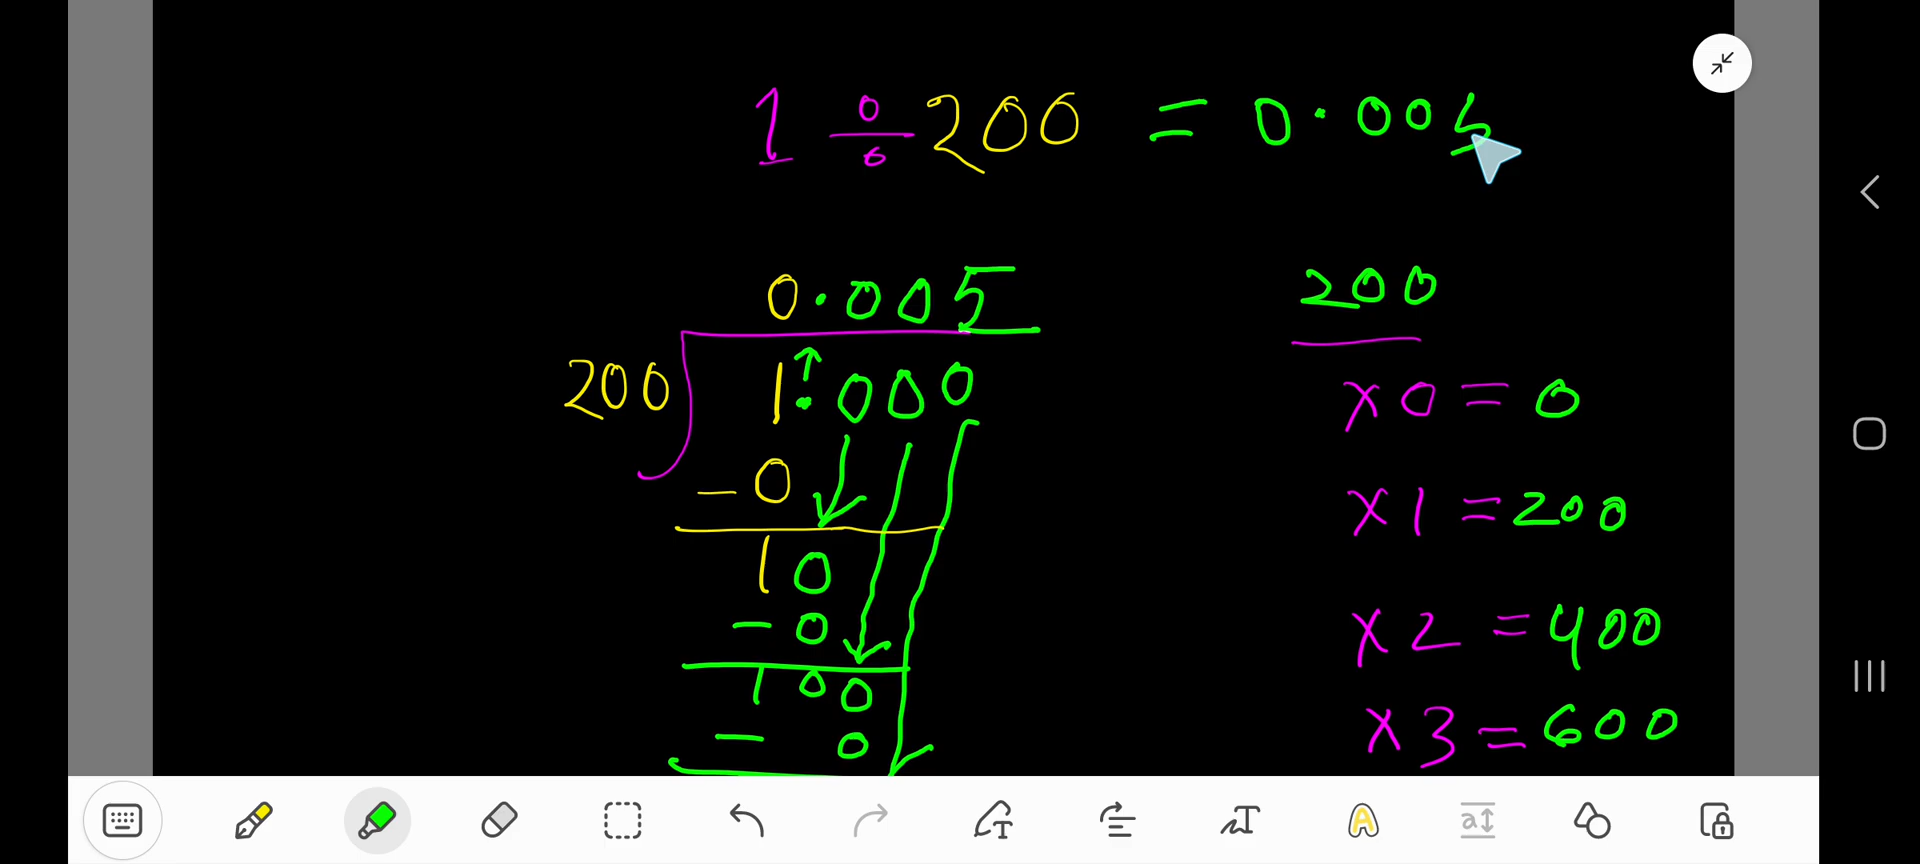 1 ÷ 200 = 0.005
0.005
200 1.000
- 0
10
- 0
100
- 0
200
×0 = 0
×1 = 200
×2 = 400
×3 = 600